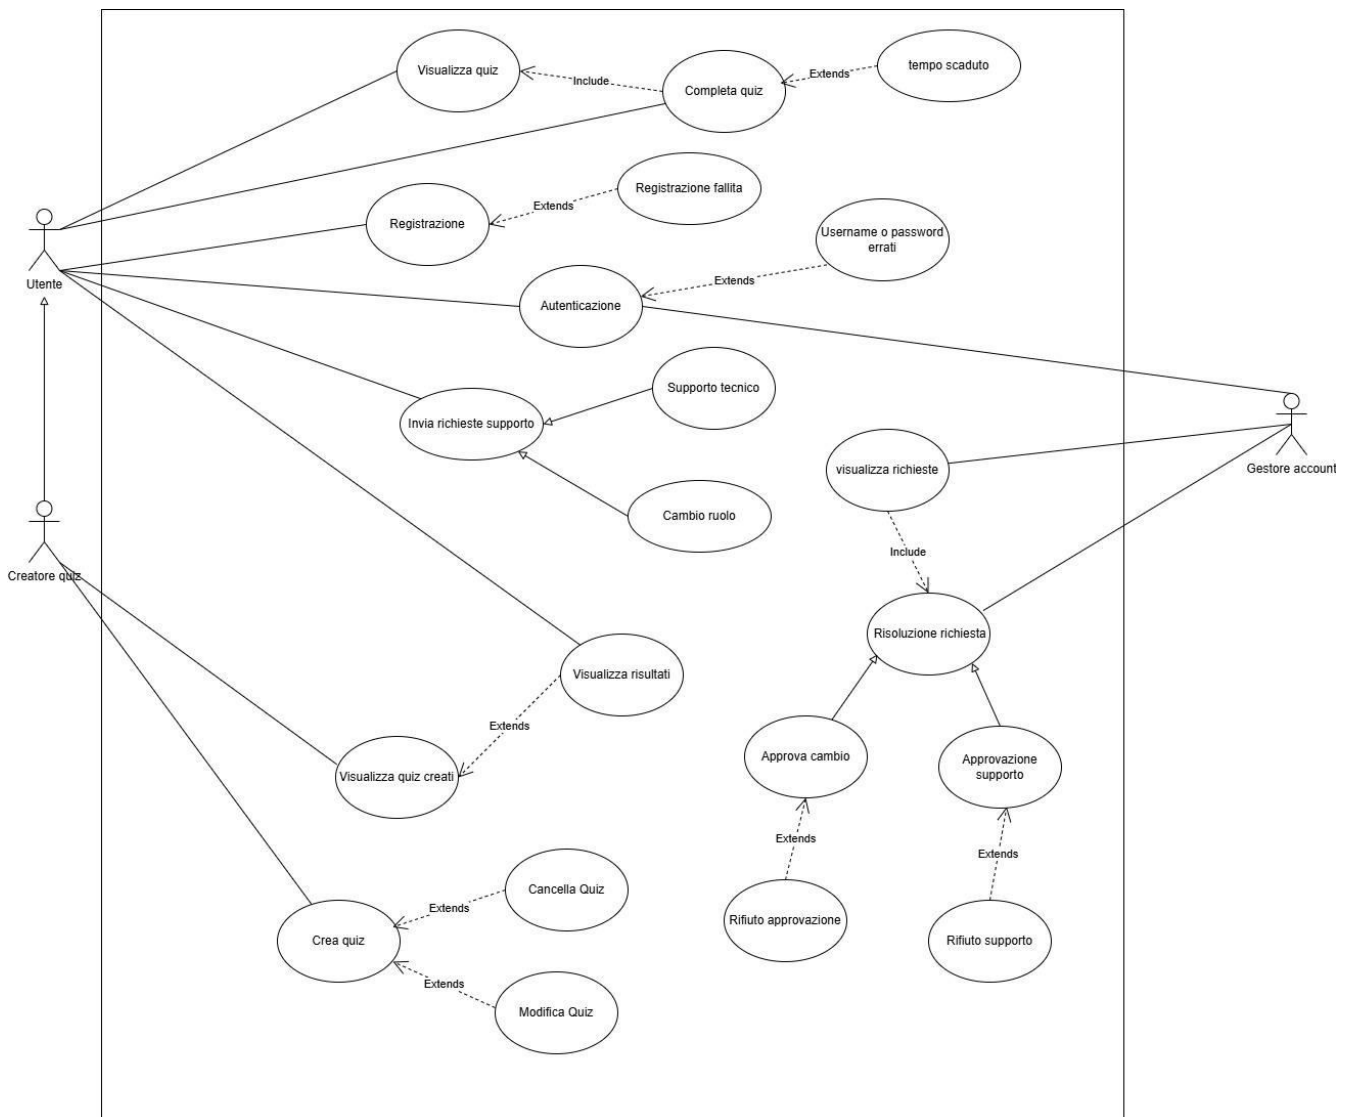 Visualizza quiz
Include
Completa quiz
Extends
tempo scaduto
Registrazione
Extends
Registrazione fallita
Username o password
errati
Extends
Autenticazione
Utente
Supporto tecnico
Invia richieste supporto
Cambio ruolo
visualizza richieste
Gestore account
Include
Creatore quiz
Risoluzione richiesta
Visualizza risultati
Extends
Visualizza quiz creati
Approva cambio
Approvazione
supporto
Extends
Extends
Cancella Quiz
Extends
Rifiuto approvazione
Crea quiz
Rifiuto supporto
Extends
Modifica Quiz